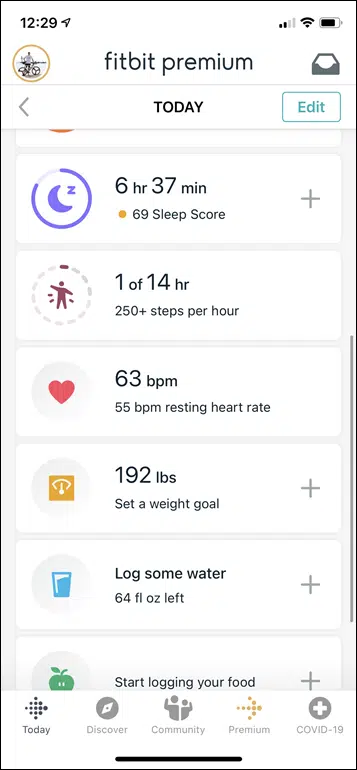 12:29
fitbit premium
TODAY
Edit
6 hr 37 min
69 Sleep Score
1 of 14 hr
250+ steps per hour
63 bpm
55 bpm resting heart rate
192 lbs
Set a weight goal
Log some water
64 fl oz left
Start logging your food
Today
Discover
Community
Premium
COVID-19